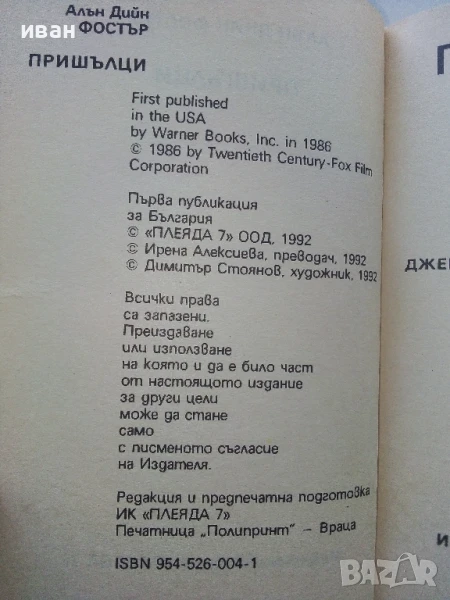 Алън Дийн
ФОСТЪР
иван
ПРИШЪЛЦИ
First published
in the USA
by Warner Books, Inc. in 1986
© 1986 by Twentieth Century-Fox Film
Corporation
Първа публикация
за България
© «ПЛЕЯДА 7» ООД, 1992
© Ирена Алексиева, преводач, 1992
© Димитър Стоянов, художник, 1992
Всички права
са запазени.
Преиздаване
или използване
на която и да е било част
от настоящото издание
за други цели
може да стане
само
с писменото съгласие
на Издателя.
Редакция и предпечатна подготовка
ИК «ПЛЕЯДА 7»
Печатница „Полипринт" – Враца
ISBN 954-526-004-1
П
ДЖЕ
И
BAZAR